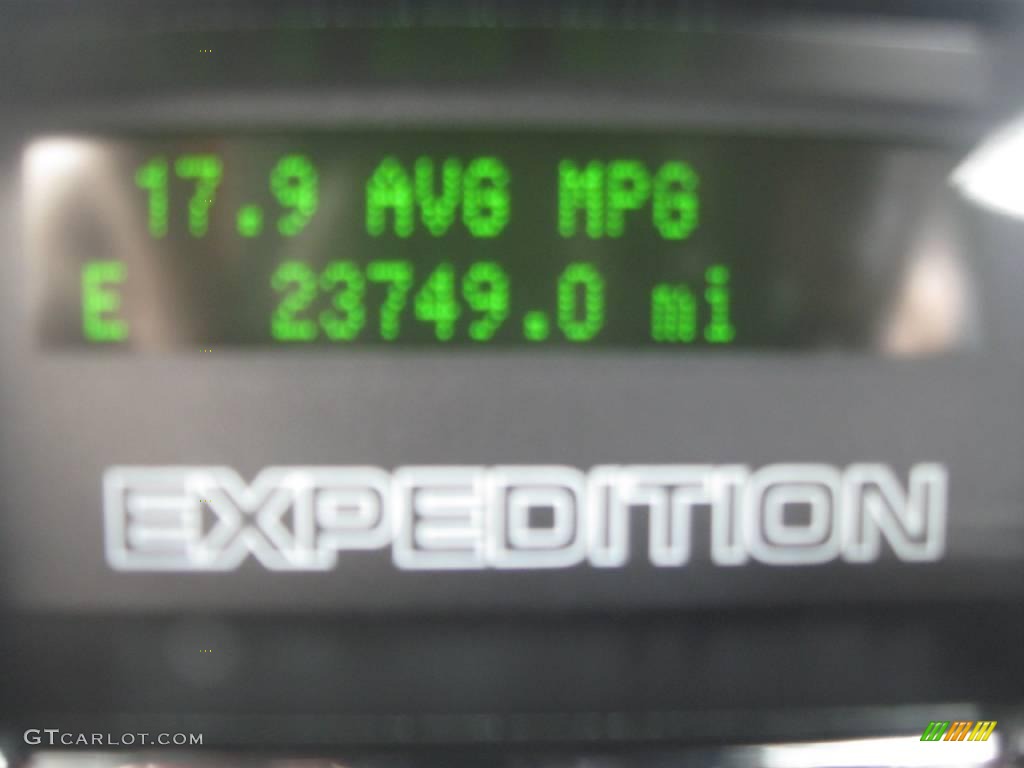 17.9 AVG MPG
E 23749.0 mi
EXPEDITION
GTCARLOT.COM